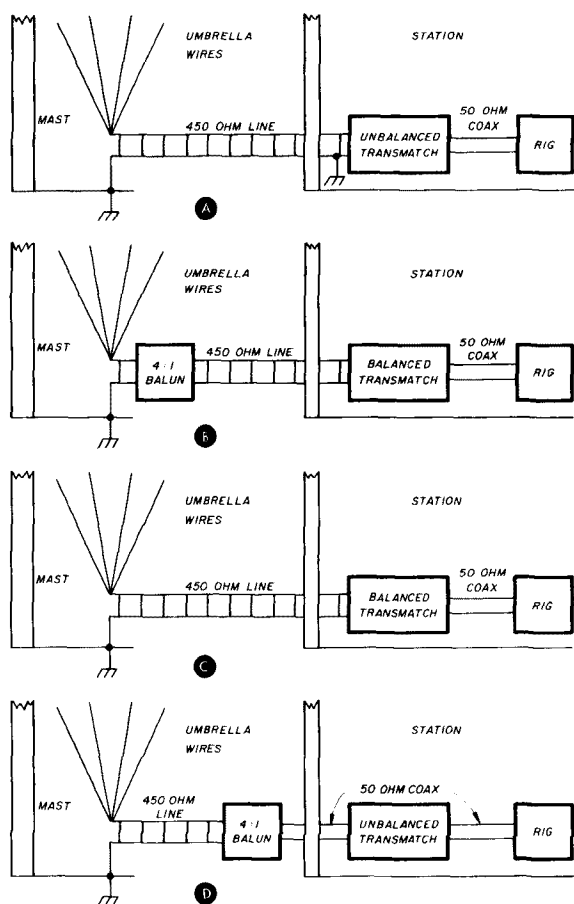 UMBRELLA
WIRES
STATION
MAST
450 OHM LINE
50 OHM
COAX
UNBALANCED
TRANSMATCH
RIG
A
UMBRELLA
WIRES
STATION
MAST
4:1
BALUN
450 OHM LINE
50 OHM
COAX
BALANCED
TRANSMATCH
RIG
B
UMBRELLA
WIRES
STATION
MAST
450 OHM LINE
50 OHM
COAX
BALANCED
TRANSMATCH
RIG
C
UMBRELLA
WIRES
STATION
MAST
450 OHM
LINE
4:1
BALUN
50 OHM COAX
UNBALANCED
TRANSMATCH
RIG
D